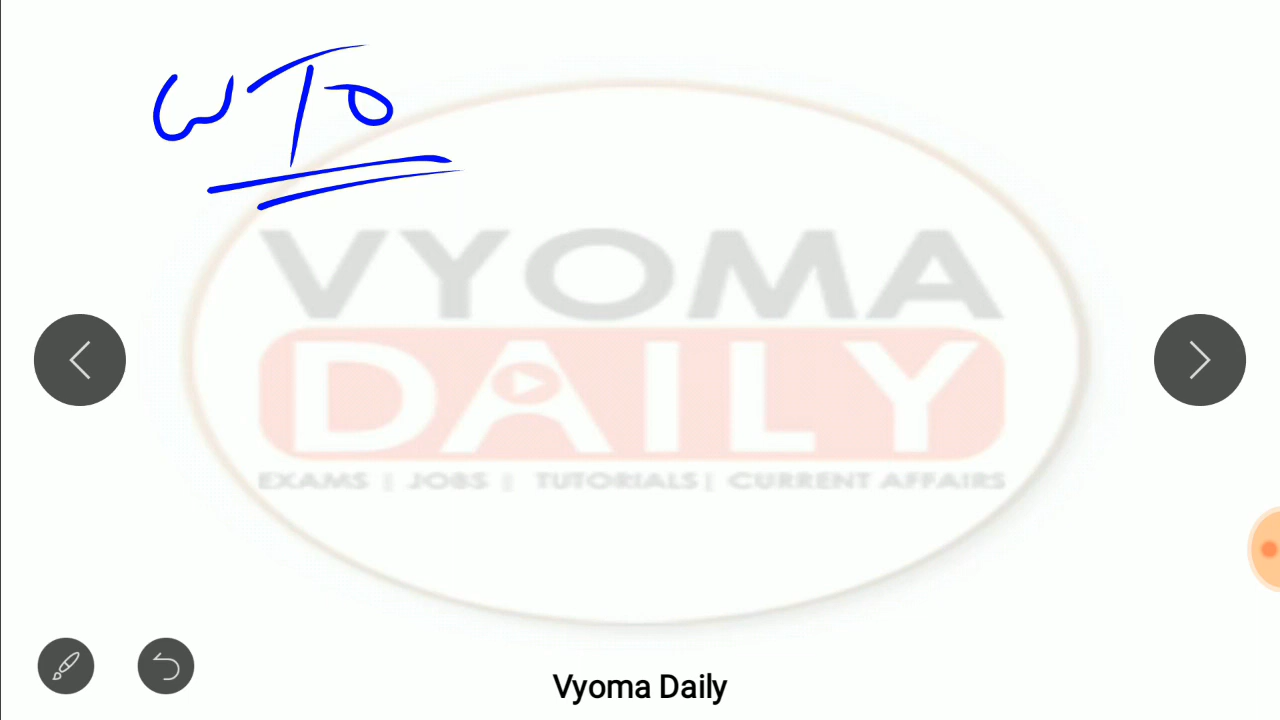 WTO
VYOMA
DAILY
EXAMS | JOBS | TUTORIALS | CURRENT AFFAIRS
Vyoma Daily